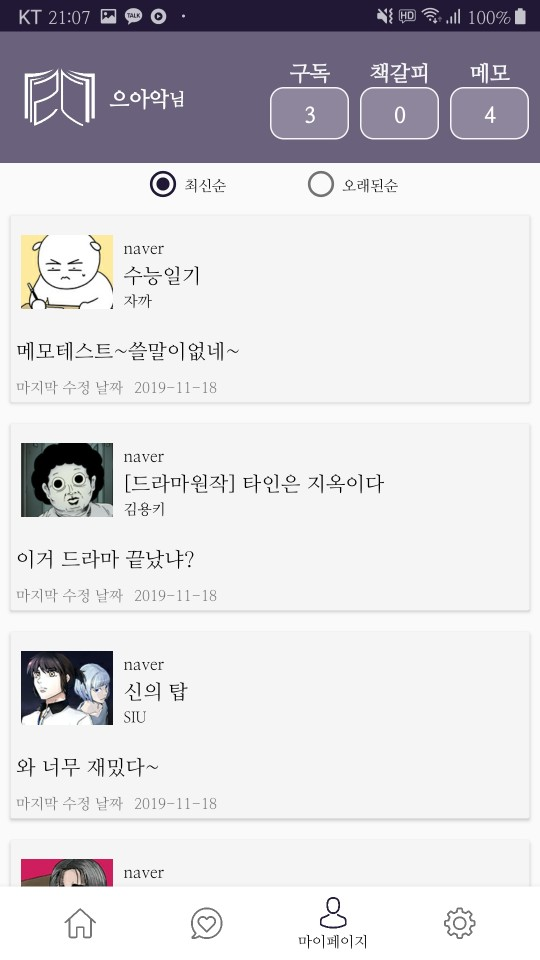 KT 21:07 TALK HD 100%
으아악님
구독 책갈피 메모
3 0 4
최신순 오래된순
naver
수능일기
자까
메모테스트~쓸말이없네~
마지막 수정 날짜 2019-11-18
naver
[드라마원작] 타인은 지옥이다
김용키
이거 드라마 끝났냐?
마지막 수정 날짜 2019-11-18
naver
신의 탑
SIU
와 너무 재밌다~
마지막 수정 날짜 2019-11-18
naver
마이페이지